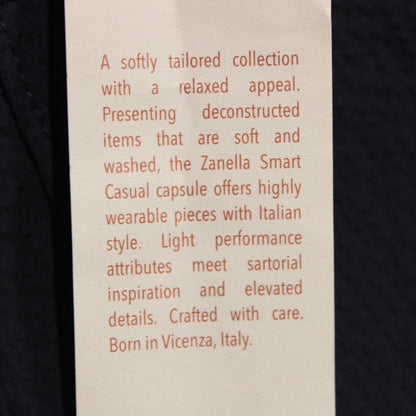 A softly tailored collection
with a relaxed appeal.
Presenting deconstructed
items that are soft and
washed, the Zanella Smart
Casual capsule offers highly
wearable pieces with Italian
style. Light performance
attributes meet sartorial
inspiration and elevated
details. Crafted with care.
Born in Vicenza, Italy.